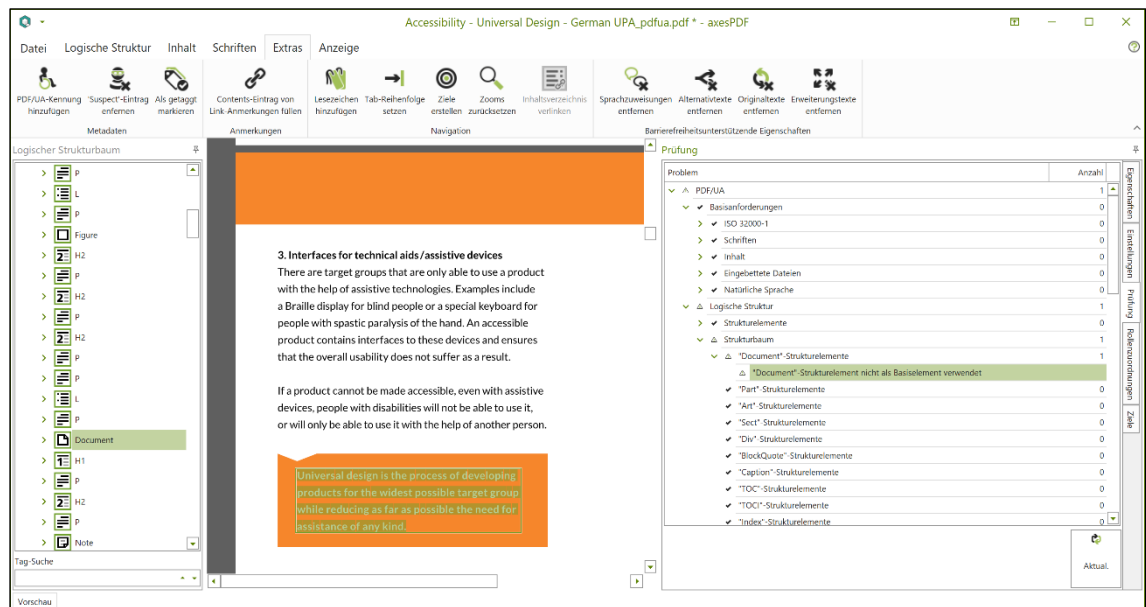 Accessibility - Universal Design - German UPA_pdfua.pdf * - axesPDF
Datei Logische Struktur Inhalt Schriften Extras Anzeige
PDF/UA-Kennung hinzufügen
'Suspect'-Eintrag enfernen
Als getaggt markieren
Metadaten
Contents-Eintrag von Link-Anmerkungen füllen
Anmerkungen
Lesezeichen hinzufügen
Tab-Reihenfolge setzen
Ziele erstellen
Zooms zurücksetzen
Inhaltsverzeichnis verlinken
Navigation
Sprachzuweisungen entfernen
Alternativtexte entfernen
Originaltexte entfernen
Erweiterungstexte entfernen
Barrierefreiheitsunterstützende Eigenschaften
Logischer Strukturbaum
P
L
P
Figure
H2
P
H2
P
H2
P
P
L
P
Document
H1
P
H2
P
Note
Tag-Suche
Vorschau
3. Interfaces for technical aids/assistive devices
There are target groups that are only able to use a product
with the help of assistive technologies. Examples include
a Braille display for blind people or a special keyboard for
people with spastic paralysis of the hand. An accessible
product contains interfaces to these devices and ensures
that the overall usability does not suffer as a result.
If a product cannot be made accessible, even with assistive
devices, people with disabilities will not be able to use it,
or will only be able to use it with the help of another person.
Universal design is the process of developing
products for the widest possible target group
while reducing as far as possible the need for
assistance of any kind.
Prüfung
Problem Anzahl
PDF/UA 1
Basisanforderungen 0
ISO 32000-1 0
Schriften 0
Inhalt 0
Eingebettete Dateien 0
Natürliche Sprache 0
Logische Struktur 1
Strukturelemente 0
Strukturbaum 1
"Document"-Strukturelemente 1
"Document"-Strukturelement nicht als Basiselement verwendet
"Part"-Strukturelemente 0
"Art"-Strukturelemente 0
"Sect"-Strukturelemente 0
"Div"-Strukturelemente 0
"BlockQuote"-Strukturelemente 0
"Caption"-Strukturelemente 0
"TOC"-Strukturelemente 0
"TOCI"-Strukturelemente 0
"Index"-Strukturelemente 0
Aktual.
Eigenschaften
Einstellungen
Prüfung
Rollenzuordnungen
Ziele